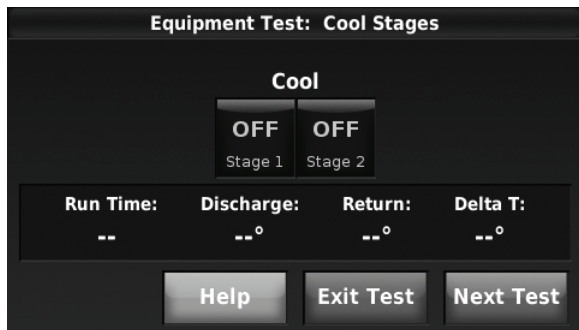 Equipment Test: Cool Stages
Cool
OFF OFF
Stage 1 Stage 2
Run Time: Discharge: Return: Delta T:
-- --° --° --°
Help Exit Test Next Test